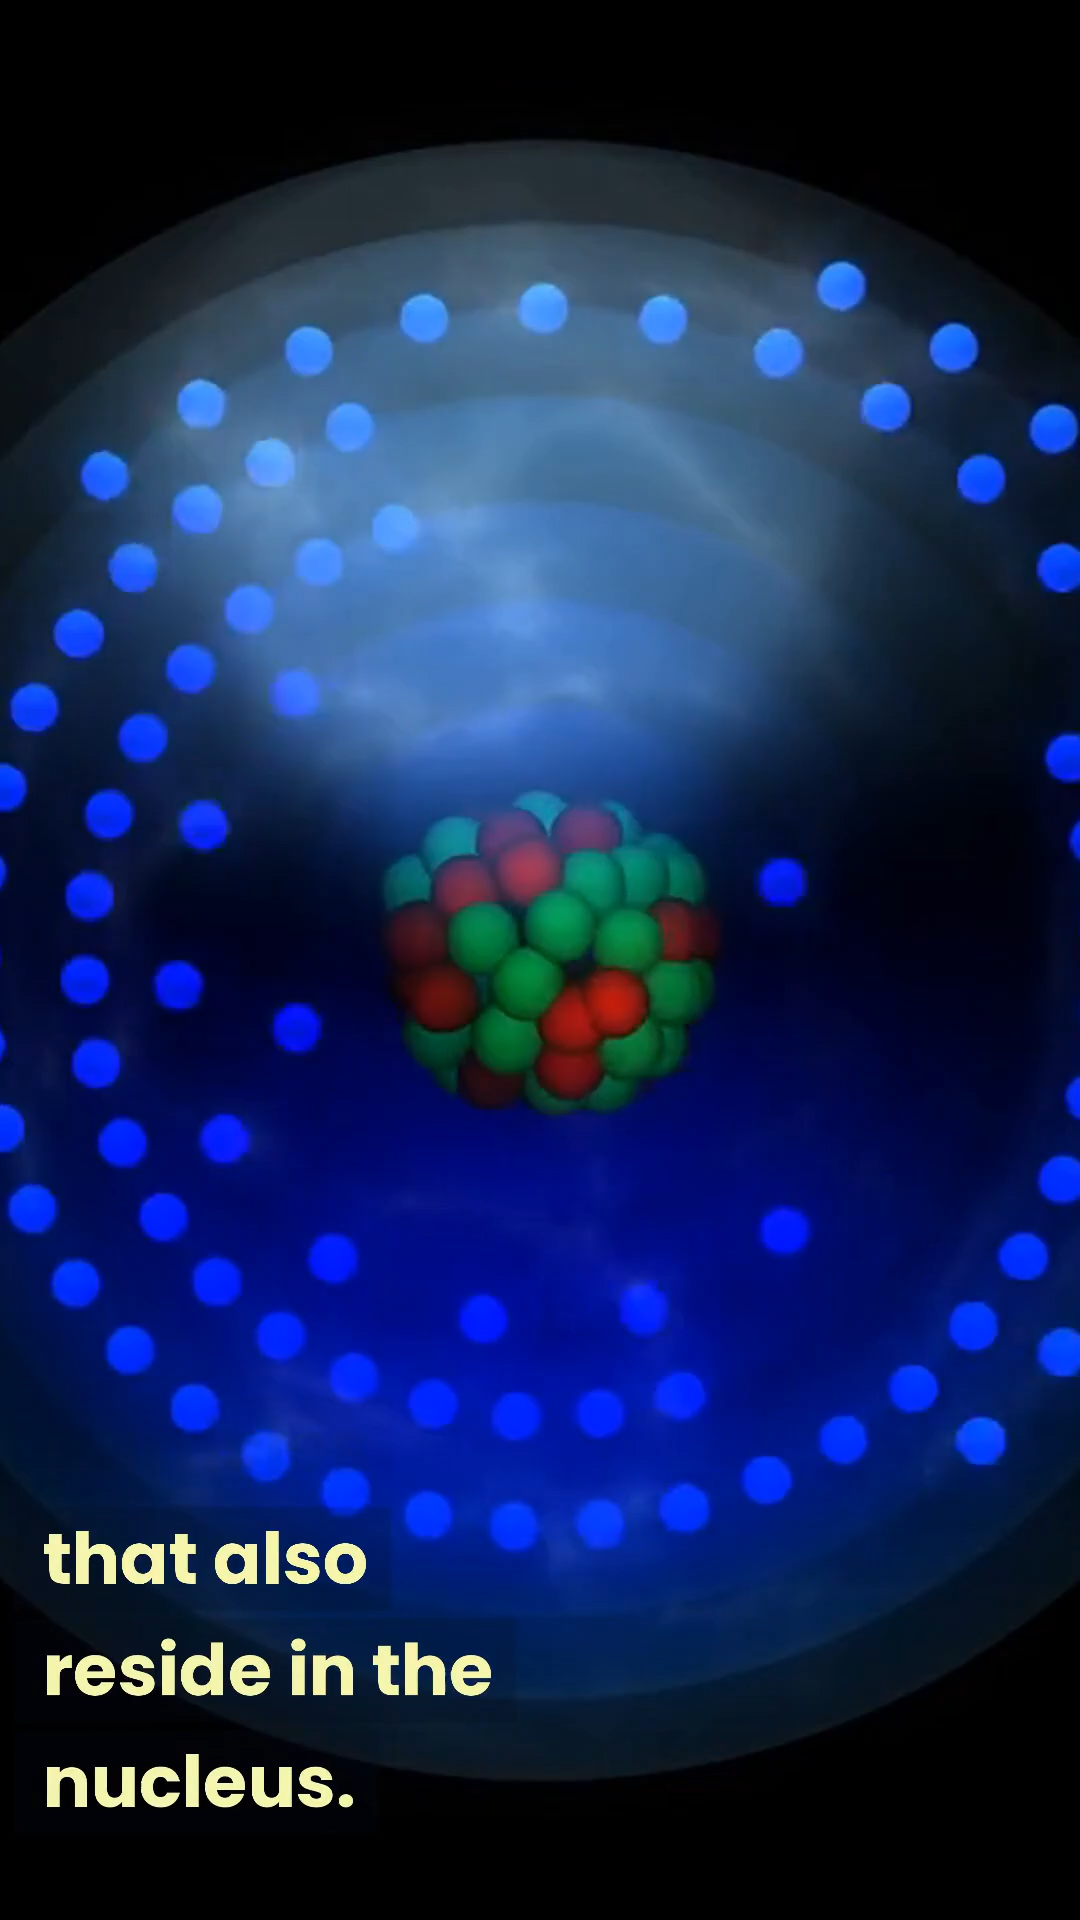 that also
reside in the
nucleus.